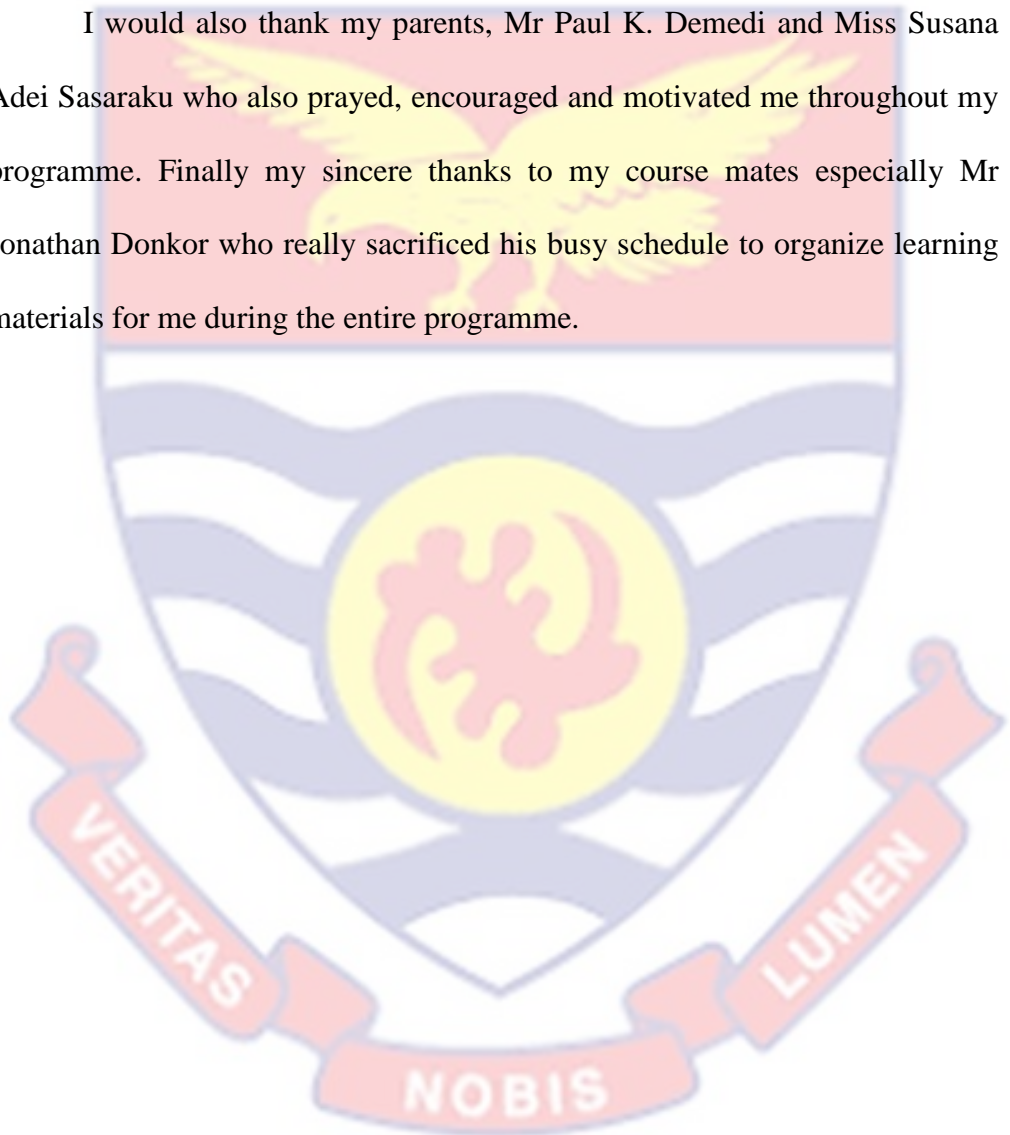 I would also thank my parents, Mr Paul K. Demedi and Miss Susana
Adei Sasaraku who also prayed, encouraged and motivated me throughout my
programme. Finally my sincere thanks to my course mates especially Mr
Jonathan Donkor who really sacrificed his busy schedule to organize learning
materials for me during the entire programme.
VERITAS
NOBIS
LUMEN